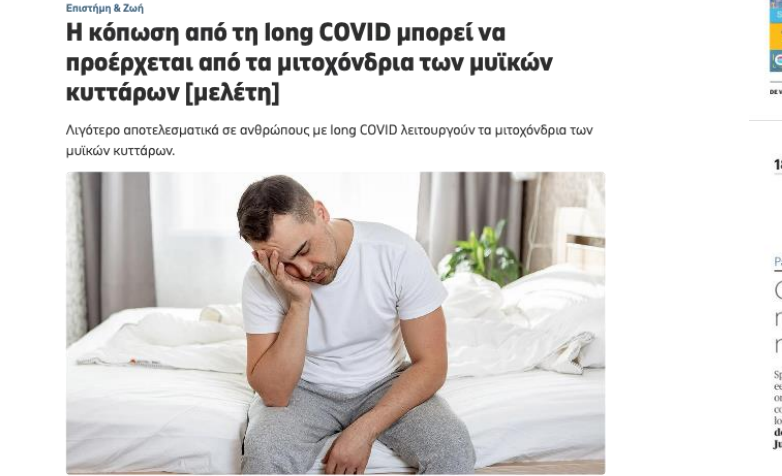 Επιστήμη & Ζωή
Η κόπωση από τη long COVID μπορεί να
προέρχεται από τα μιτοχόνδρια των μυϊκών
κυττάρων [μελέτη]
Λιγότερο αποτελεσματικά σε ανθρώπους με long COVID λειτουργούν τα μιτοχόνδρια των
μυϊκών κυττάρων.